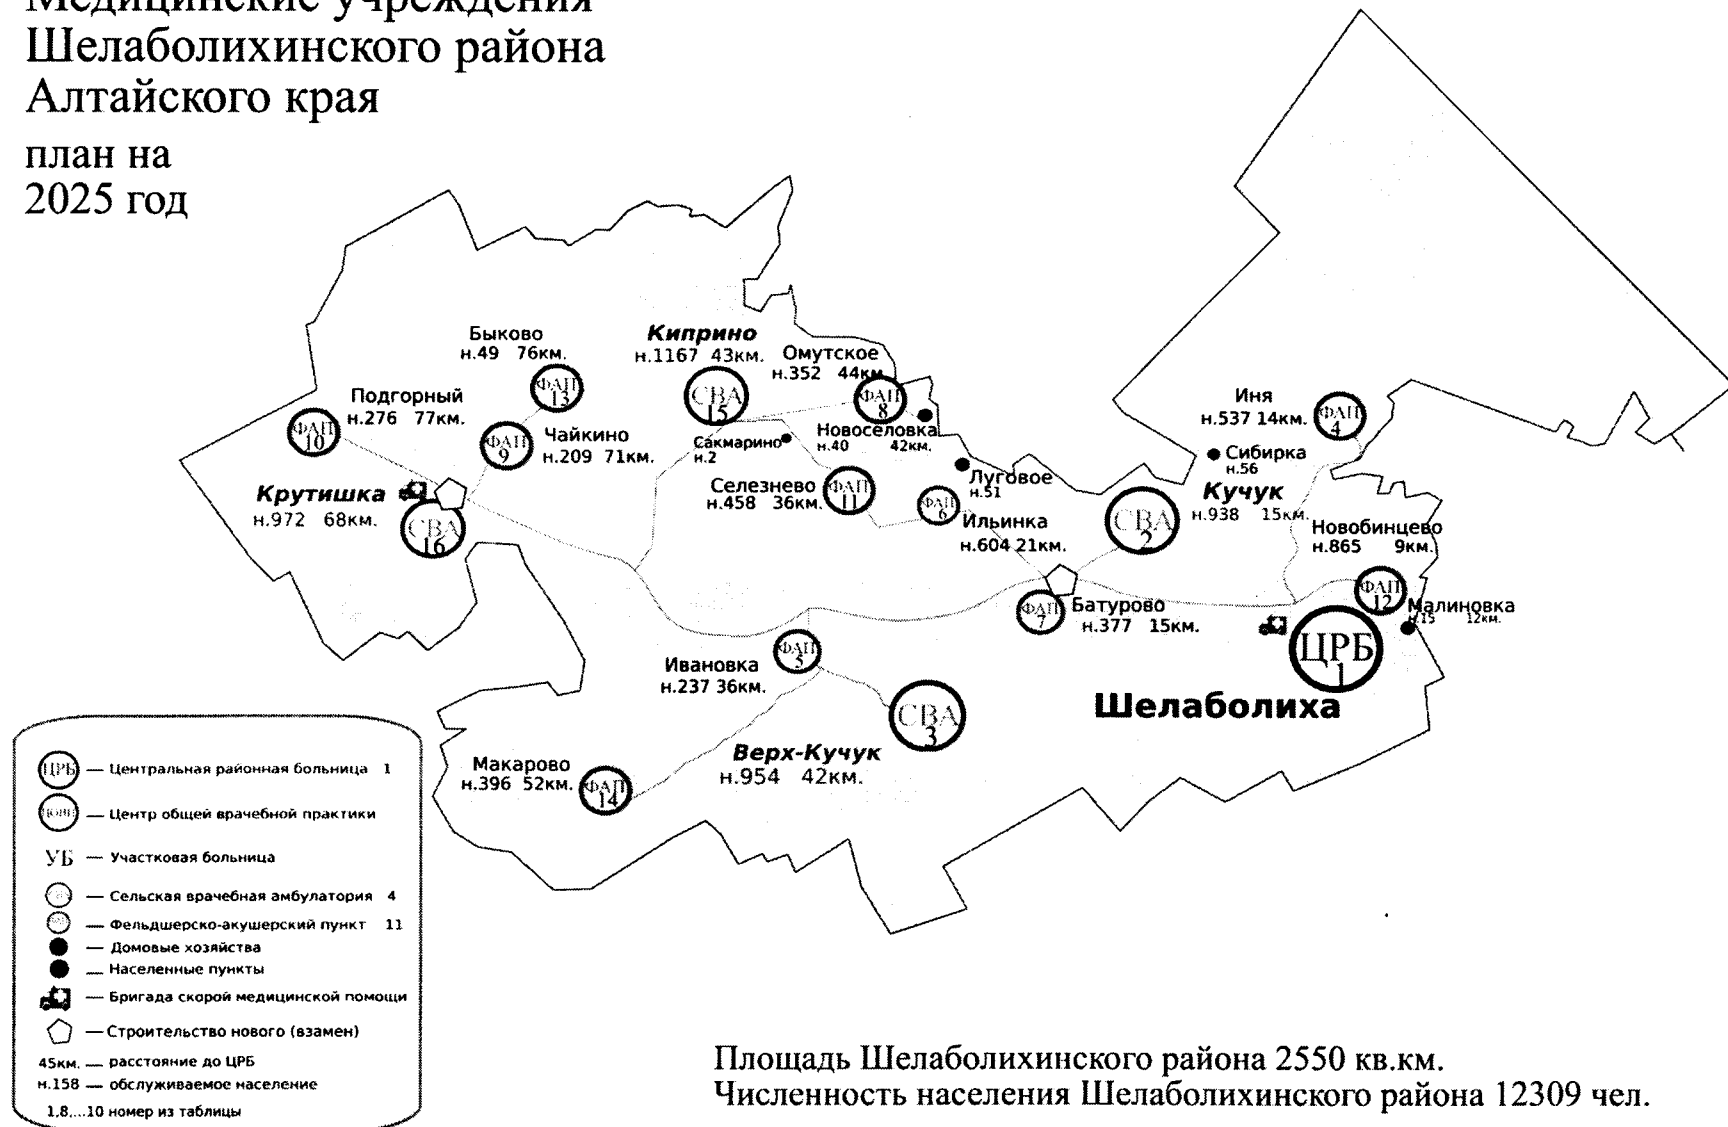 Медицинские учреждения
Шелаболихинского района
Алтайского края
план на
2025 год
Быково
н.49 76км.
ФАП
13
Киприно
н.1167 43км.
СВА
15
Омутское
н.352 44км
ФАП
8
Подгорный
н.276 77км.
ФАП
10
Чайкино
н.209 71км.
ФАП
9
Сакмарино
н.2
Новоселовка
н.40 42км.
Иня
н.537 14км.
ФАП
4
Сибирка
н.56
Крутишка
н.972 68км.
СВА
16
Селезнево
н.458 36км.
ФАП
11
Луговое
н.51
ФАП
6
Ильинка
н.604 21км.
СВА
2
Кучук
н.938 15км.
Новобинцево
н.865 9км.
ФАП
12
Малиновка
н.15 12км.
ФАП
7
Батурово
н.377 15км.
ЦРБ
1
Шелаболиха
Ивановка
н.237 36км.
ФАП
5
СВА
3
Верх-Кучук
н.954 42км.
Макарово
н.396 52км.
ФАП
14
ЦРБ — Центральная районная больница 1
— Центр общей врачебной практики
УБ — Участковая больница
— Сельская врачебная амбулатория 4
— Фельдшерско-акушерский пункт 11
— Домовые хозяйства
— Населенные пункты
— Бригада скорой медицинской помощи
— Строительство нового (взамен)
45км. — расстояние до ЦРБ
н.158 — обслуживаемое население
1,8,...10 номер из таблицы
Площадь Шелаболихинского района 2550 кв.км.
Численность населения Шелаболихинского района 12309 чел.